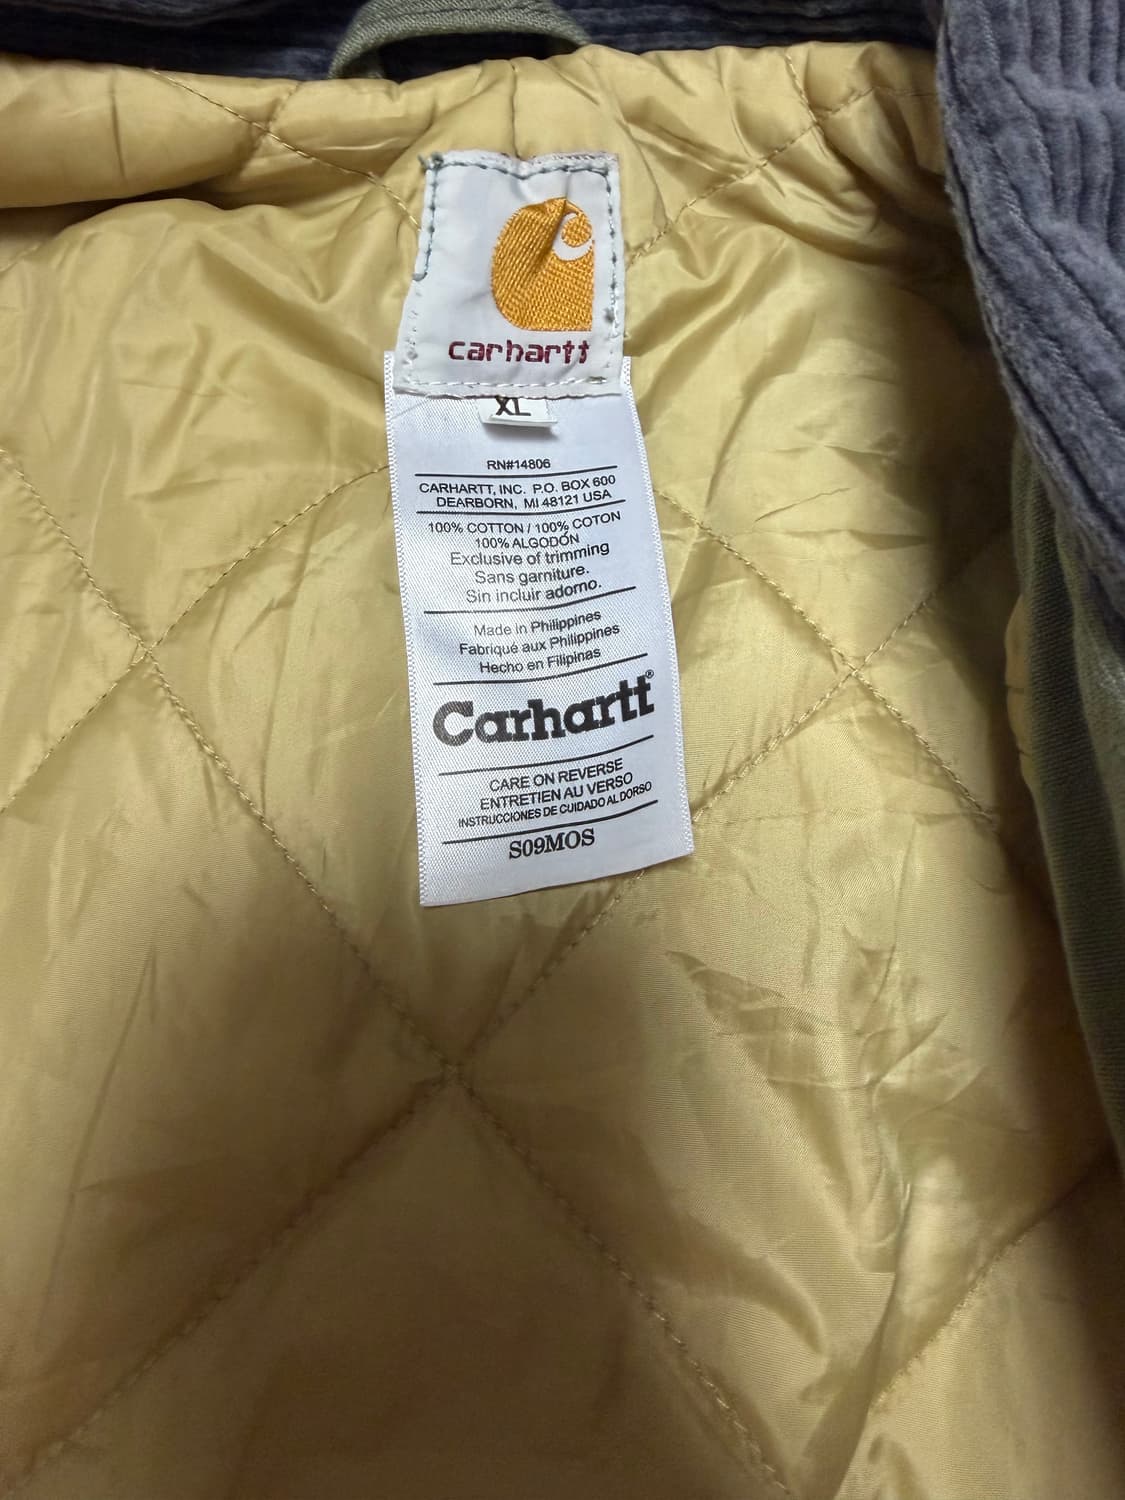 carhartt
XL
RN#14806
CARHARTT, INC. P.O. BOX 600
DEARBORN, MI 48121 USA
100% COTTON / 100% COTON
100% ALGODÓN
Exclusive of trimming
Sans garniture.
Sin incluir adorno.
Made in Philippines
Fabriqué aux Philippines
Hecho en Filipinas
Carhartt®
CARE ON REVERSE
ENTRETIEN AU VERSO
INSTRUCCIONES DE CUIDADO AL DORSO
S09MOS